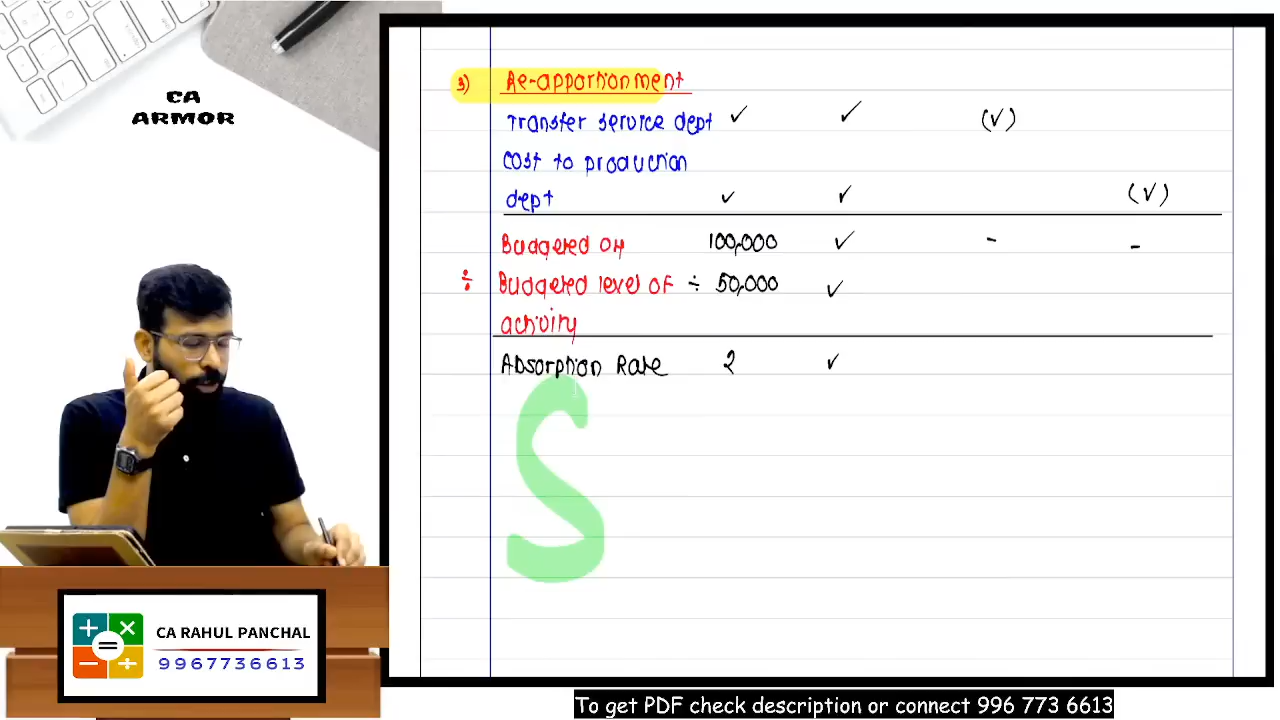 CA
ARMOR
3) Re-apportionment
Transfer service dept ✓ ✓ (✓)
cost to production
dept ✓ ✓ (✓)
Budgeted OH 100,000 ✓ - -
÷ Budgeted level of ÷ 50,000 ✓
activity
Absorption Rate 2 ✓
S
CA RAHUL PANCHAL
9967736613
To get PDF check description or connect 996 773 6613